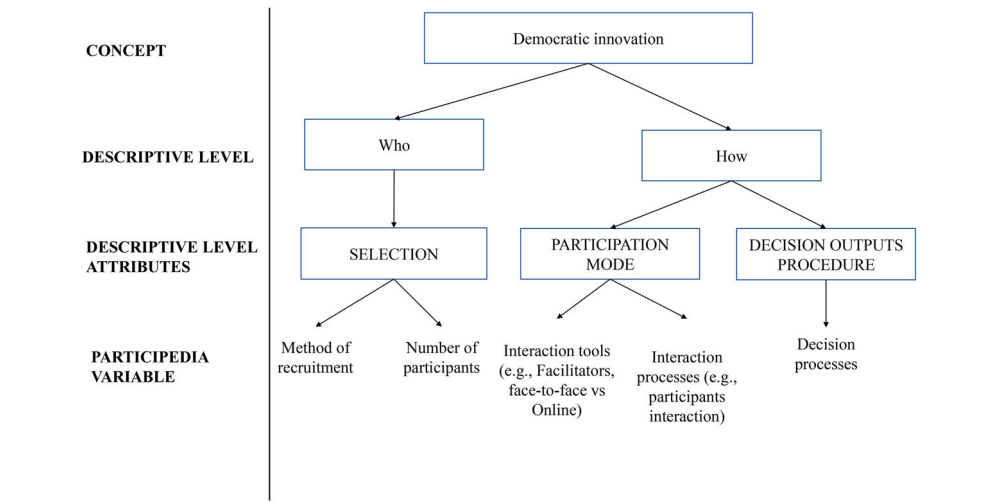 CONCEPT
Democratic innovation
DESCRIPTIVE LEVEL
Who
How
DESCRIPTIVE LEVEL
ATTRIBUTES
SELECTION
PARTICIPATION
MODE
DECISION OUTPUTS
PROCEDURE
PARTICIPEDIA
VARIABLE
Method of
recruitment
Number of
participants
Interaction tools
(e.g., Facilitators,
face-to-face vs
Online)
Interaction
processes (e.g.,
participants
interaction)
Decision
processes